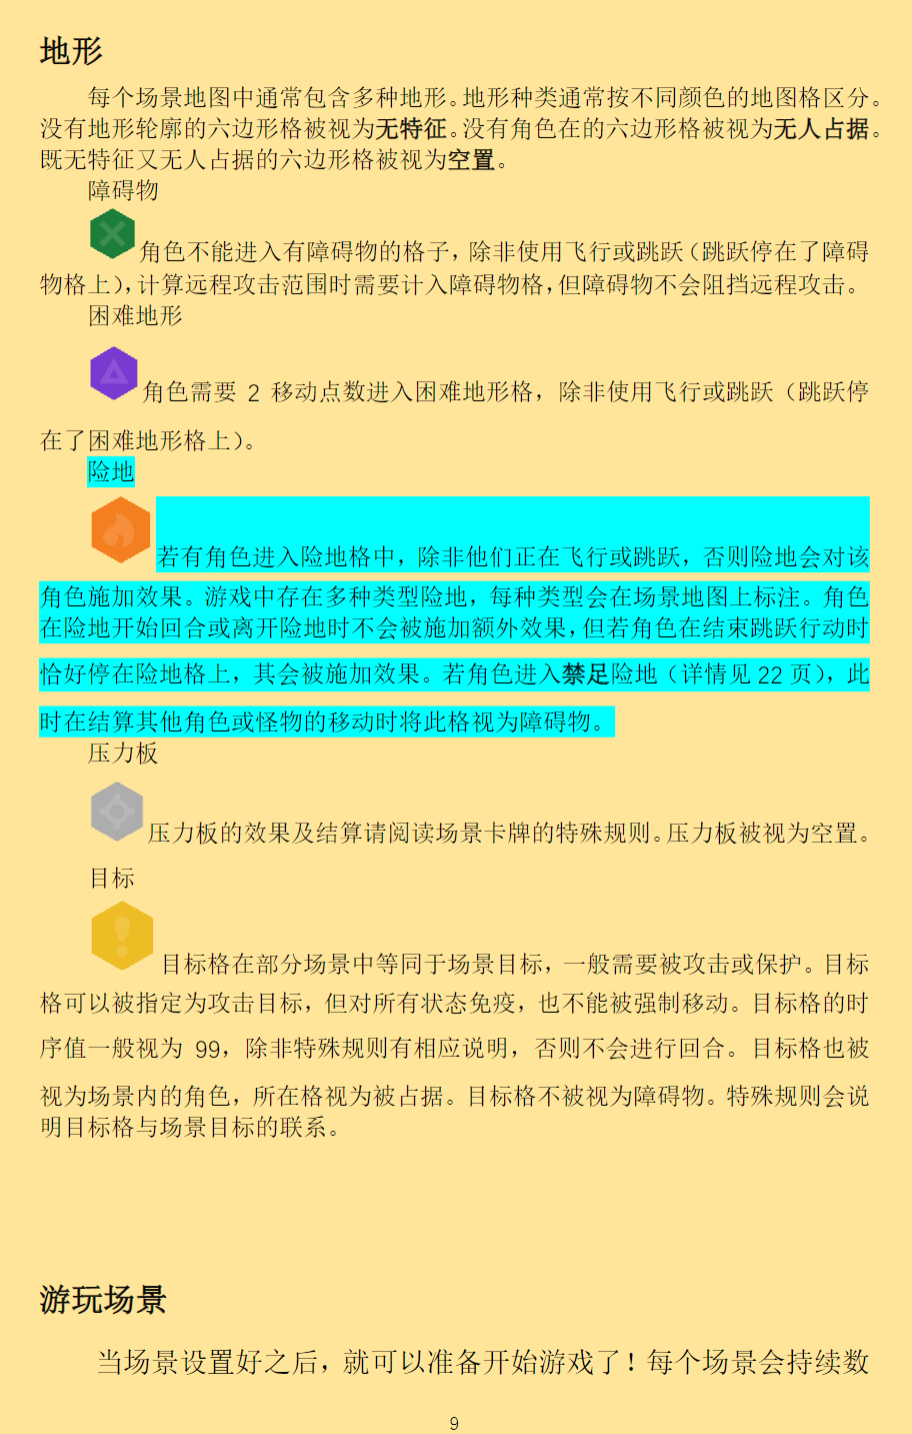 地形
每个场景地图中通常包含多种地形。地形种类通常按不同颜色的地图格区分。
没有地形轮廓的六边形格被视为无特征。没有角色在的六边形格被视为无人占据。
既无特征又无人占据的六边形格被视为空置。
障碍物
角色不能进入有障碍物的格子，除非使用飞行或跳跃（跳跃停在了障碍
物格上），计算远程攻击范围时需要计入障碍物格，但障碍物不会阻挡远程攻击。
困难地形
角色需要 2 移动点数进入困难地形格，除非使用飞行或跳跃（跳跃停
在了困难地形格上）。
险地
若有角色进入险地格中，除非他们正在飞行或跳跃，否则险地会对该
角色施加效果。游戏中存在多种类型险地，每种类型会在场景地图上标注。角色
在险地开始回合或离开险地时不会被施加额外效果，但若角色在结束跳跃行动时
恰好停在险地格上，其会被施加效果。若角色进入禁足险地（详情见 22 页），此
时在结算其他角色或怪物的移动时将此格视为障碍物。
压力板
压力板的效果及结算请阅读场景卡牌的特殊规则。压力板被视为空置。
目标
目标格在部分场景中等同于场景目标，一般需要被攻击或保护。目标
格可以被指定为攻击目标，但对所有状态免疫，也不能被强制移动。目标格的时
序值一般视为 99，除非特殊规则有相应说明，否则不会进行回合。目标格也被
视为场景内的角色，所在格视为被占据。目标格不被视为障碍物。特殊规则会说
明目标格与场景目标的联系。
游玩场景
当场景设置好之后，就可以准备开始游戏了！每个场景会持续数
9